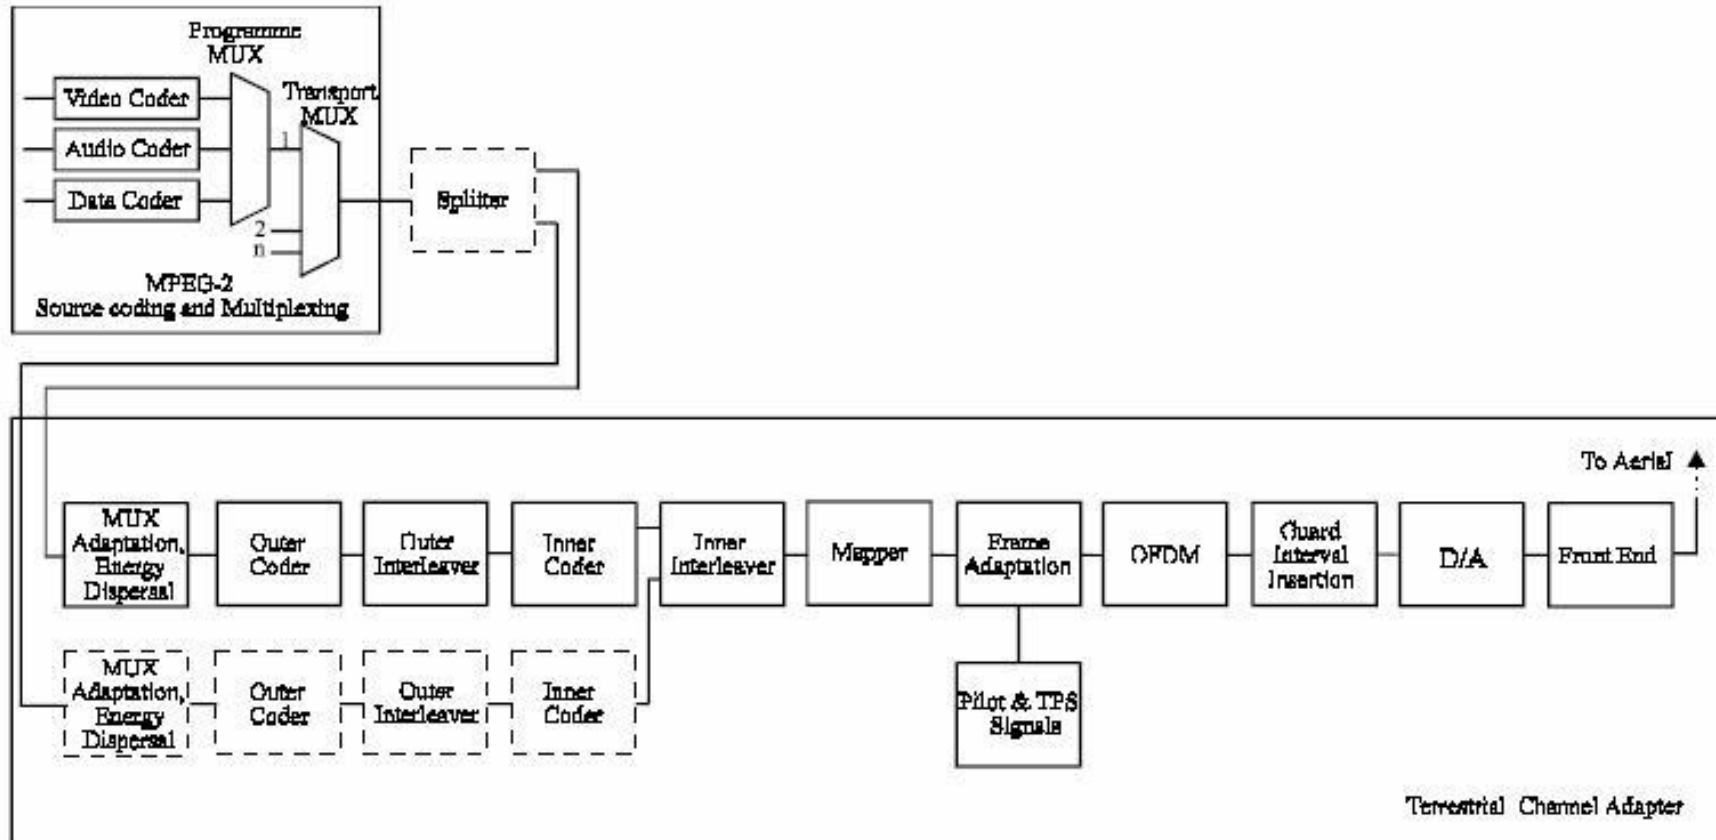 Programme
MUX
Video Coder
Transport
MUX
Audio Coder
1
Data Coder
Splitter
2
n
MPEG-2
Source coding and Multiplexing
To Aerial
MUX
Adaptation,
Energy
Dispersal
Outer
Coder
Outer
Interleaver
Inner
Coder
Inner
Interleaver
Mapper
Frame
Adaptation
OFDM
Guard
Interval
Insertion
D/A
Front End
MUX
Adaptation,
Energy
Dispersal
Outer
Coder
Outer
Interleaver
Inner
Coder
Pilot & TPS
Signals
Terrestrial Channel Adapter